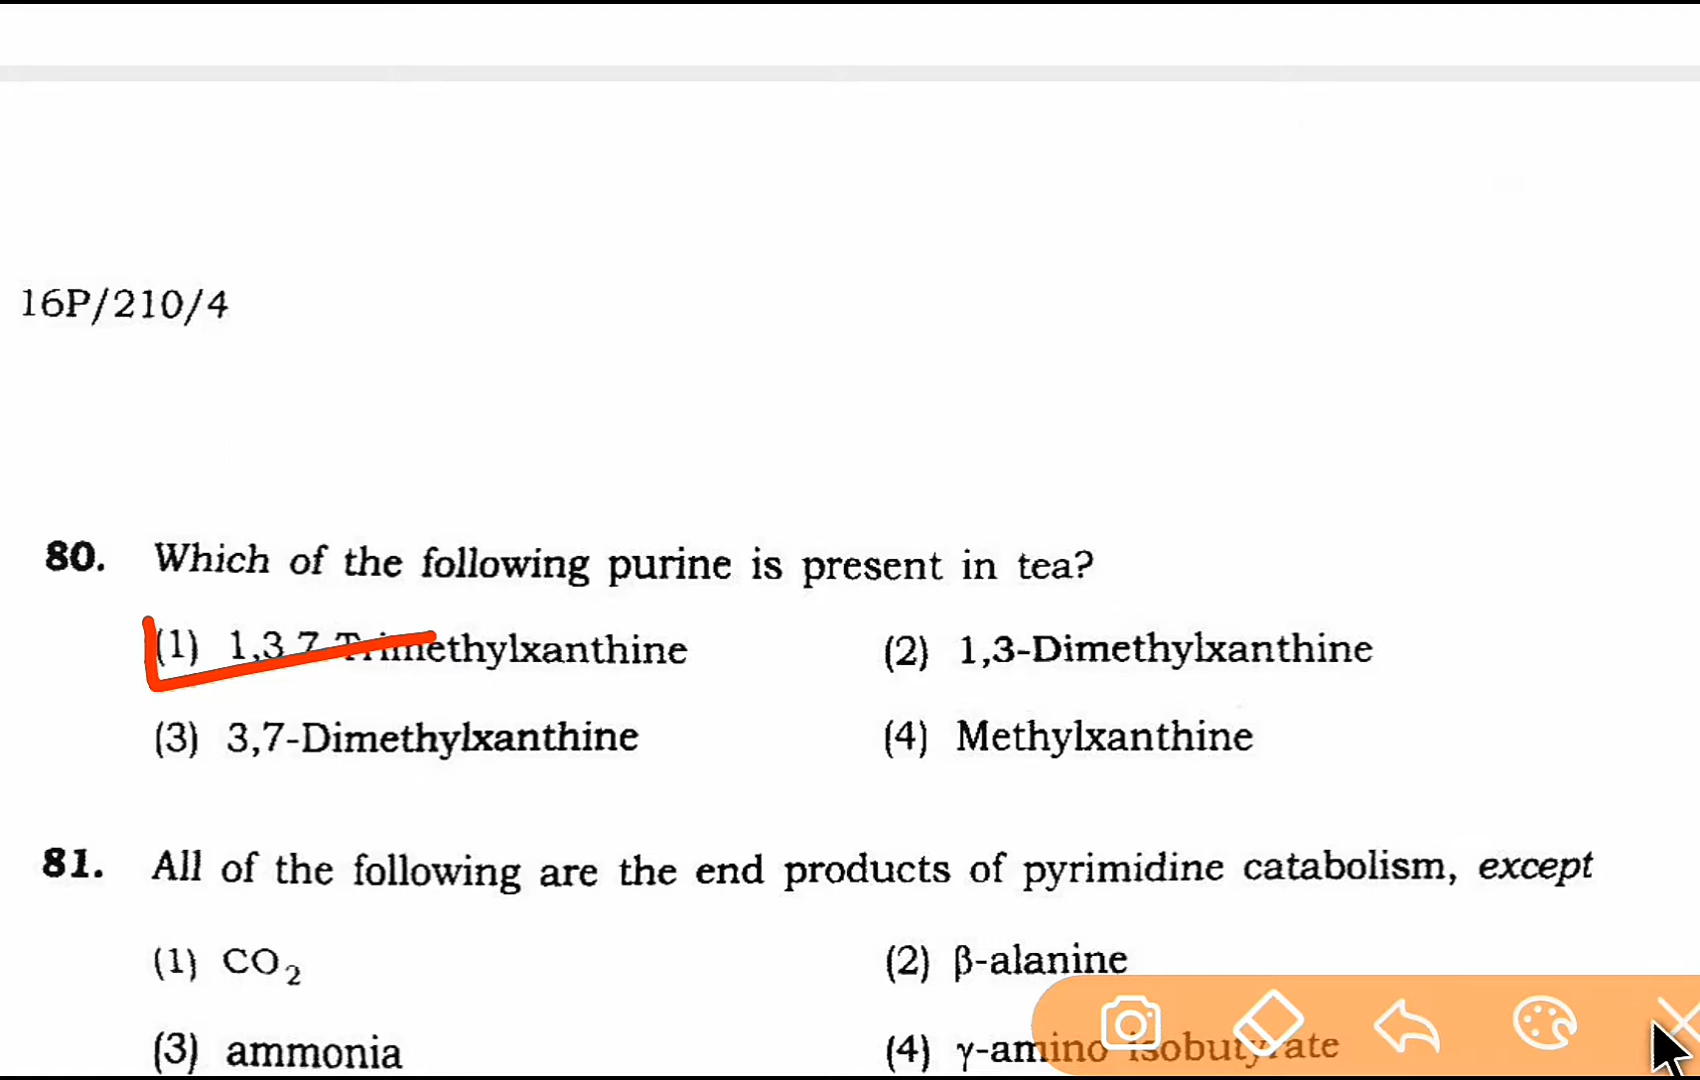 16P/210/4
80. Which of the following purine is present in tea?
(1) 1,3,7-Trimethylxanthine (2) 1,3-Dimethylxanthine
(3) 3,7-Dimethylxanthine (4) Methylxanthine
81. All of the following are the end products of pyrimidine catabolism, except
(1) CO₂ (2) β-alanine
(3) ammonia (4) γ-amino isobutyrate